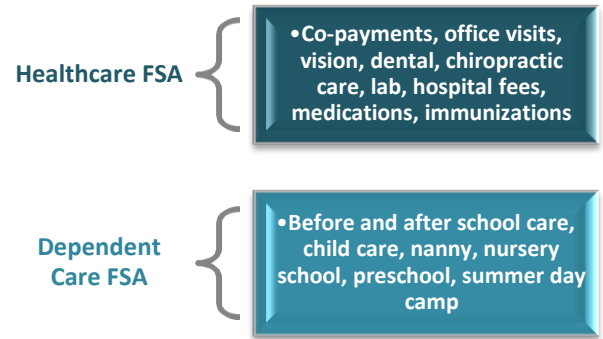 Healthcare FSA
•Co-payments, office visits,
vision, dental, chiropractic
care, lab, hospital fees,
medications, immunizations
Dependent
Care FSA
•Before and after school care,
child care, nanny, nursery
school, preschool, summer day
camp